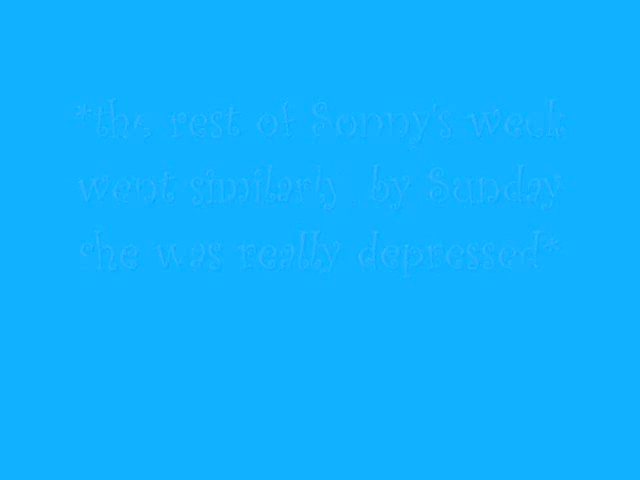 *the rest of Sonny's week
went similarly, by Sunday
she was really depressed*